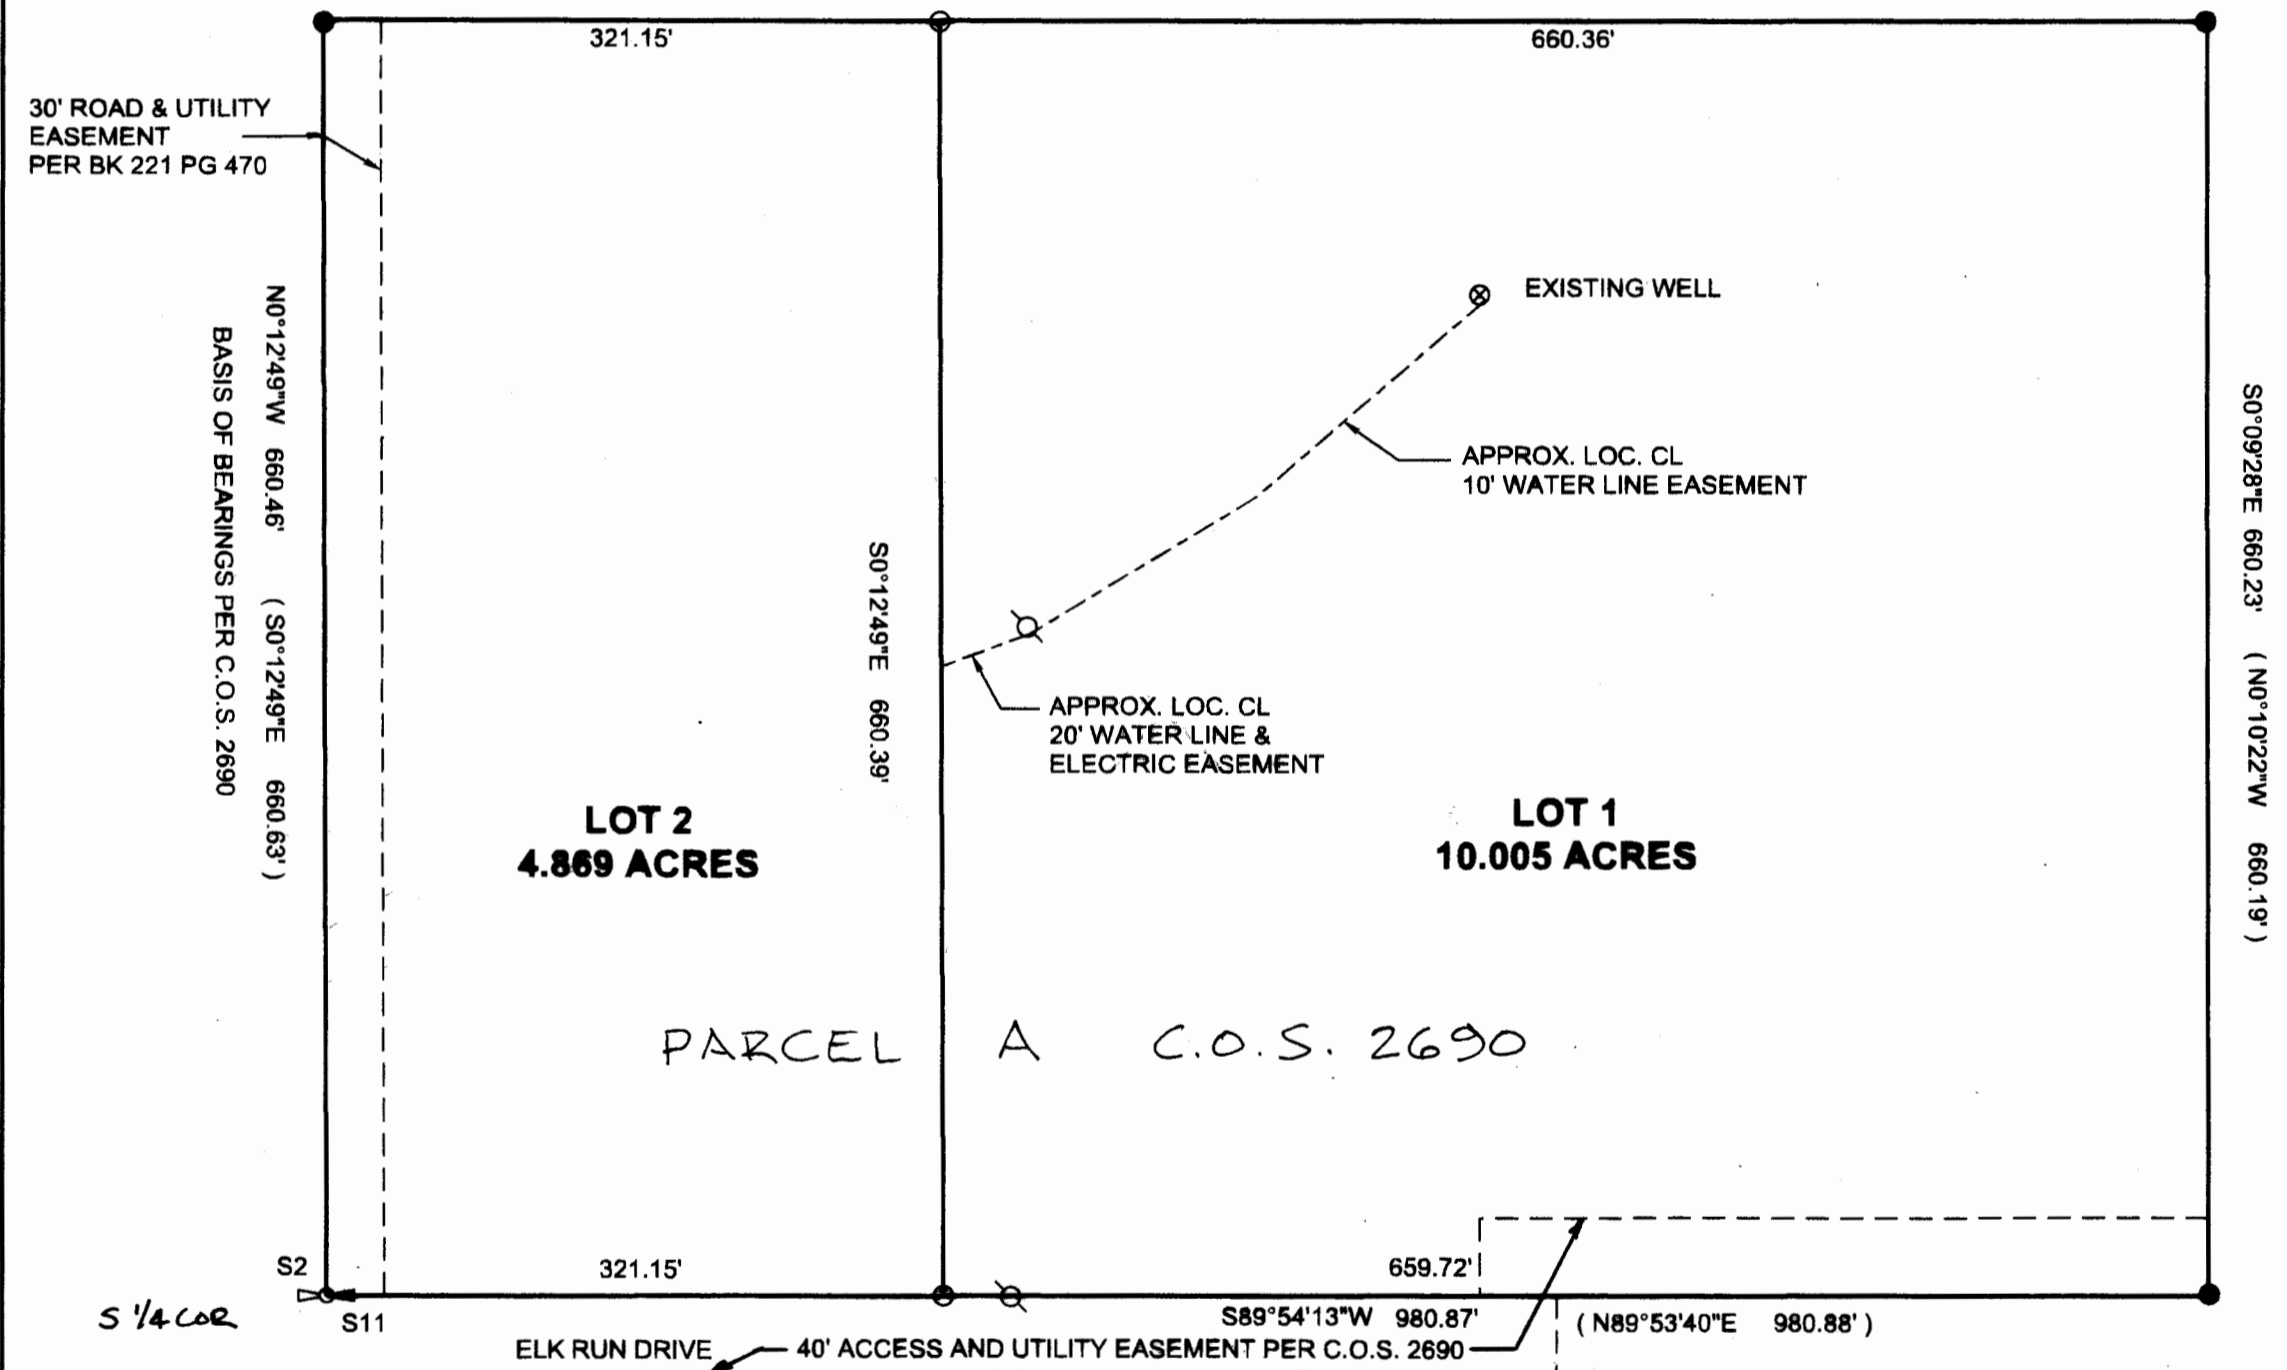 321.15'
660.36'
30' ROAD & UTILITY
EASEMENT
PER BK 221 PG 470
N0°12'49"W 660.46' ( S0°12'49"E 660.63' )
BASIS OF BEARINGS PER C.O.S. 2690
EXISTING WELL
APPROX. LOC. CL
10' WATER LINE EASEMENT
S0°12'49"E 660.39'
APPROX. LOC. CL
20' WATER LINE &
ELECTRIC EASEMENT
S0°09'28"E 660.23' ( N0°10'22"W 660.19' )
LOT 2
4.869 ACRES
LOT 1
10.005 ACRES
PARCEL A C.O.S. 2690
S2
321.15'
659.72'
S 1/4 COR
S11
S89°54'13"W 980.87' ( N89°53'40"E 980.88' )
ELK RUN DRIVE
40' ACCESS AND UTILITY EASEMENT PER C.O.S. 2690